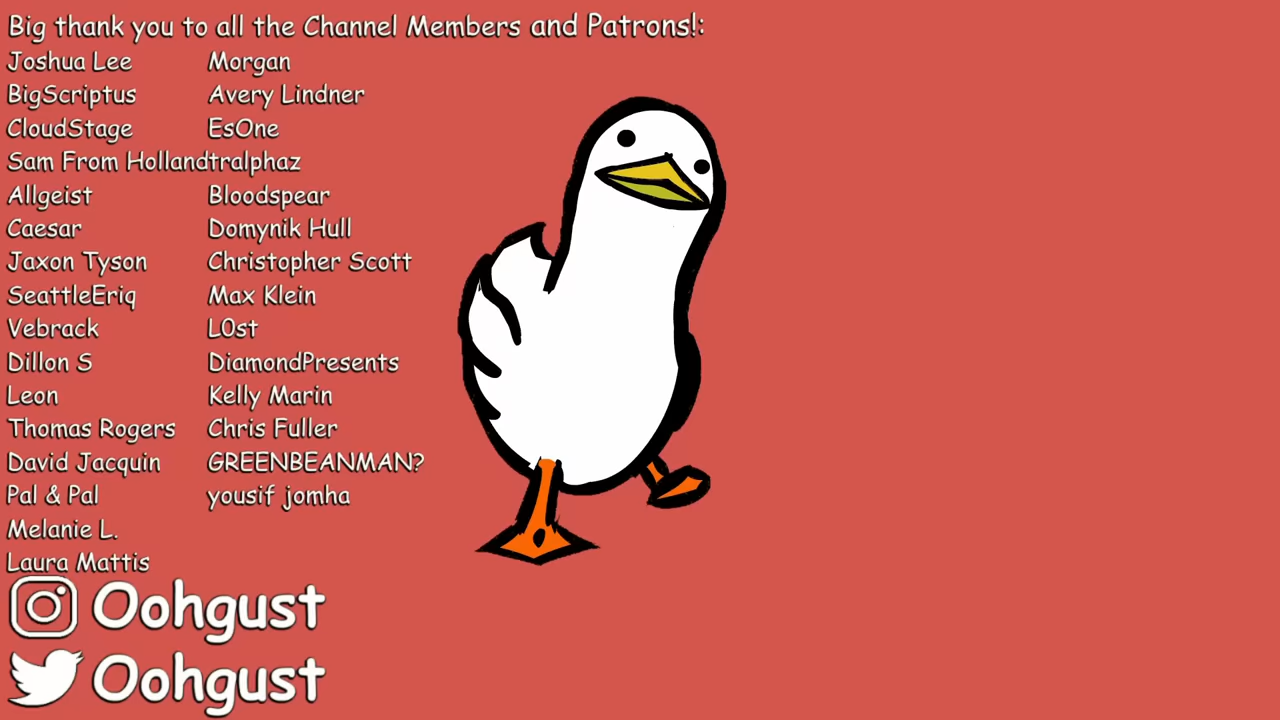 Big thank you to all the Channel Members and Patrons!:
Joshua Lee Morgan
BigScriptus Avery Lindner
CloudStage EsOne
Sam From Hollandtralphaz
Allgeist Bloodspear
Caesar Domynik Hull
Jaxon Tyson Christopher Scott
SeattleEriq Max Klein
Vebrack L0st
Dillon S DiamondPresents
Leon Kelly Marin
Thomas Rogers Chris Fuller
David Jacquin GREENBEANMAN?
Pal & Pal yousif jomha
Melanie L.
Laura Mattis
Oohgust
Oohgust